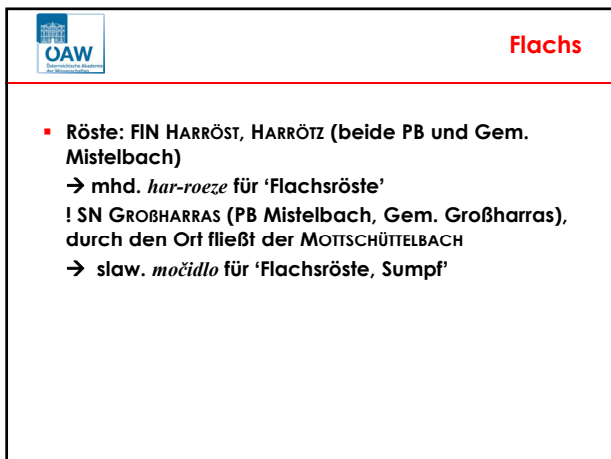 ÖAW
Österreichische Akademie
der Wissenschaften
Flachs
▪ Röste: FIN HARRÖST, HARRÖTZ (beide PB und Gem.
Mistelbach)
→ mhd. har-roeze für ‘Flachsröste’
! SN GROßHARRAS (PB Mistelbach, Gem. Großharras),
durch den Ort fließt der MOTTSCHÜTTELBACH
→ slaw. močidlo für ‘Flachsröste, Sumpf’